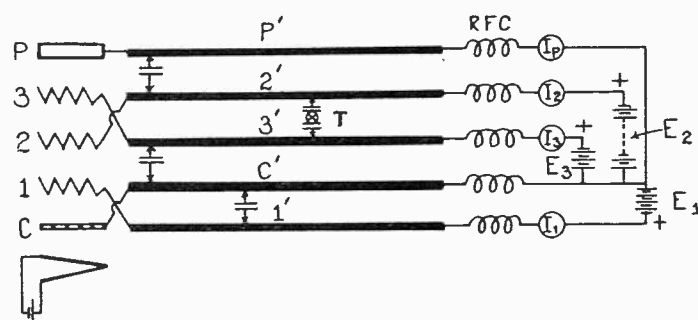 P
P'
RFC
Ip
+
3
2'
I2
E2
T
2
3'
I3
+
E3
1
C'
1'
C
I1
E1
+